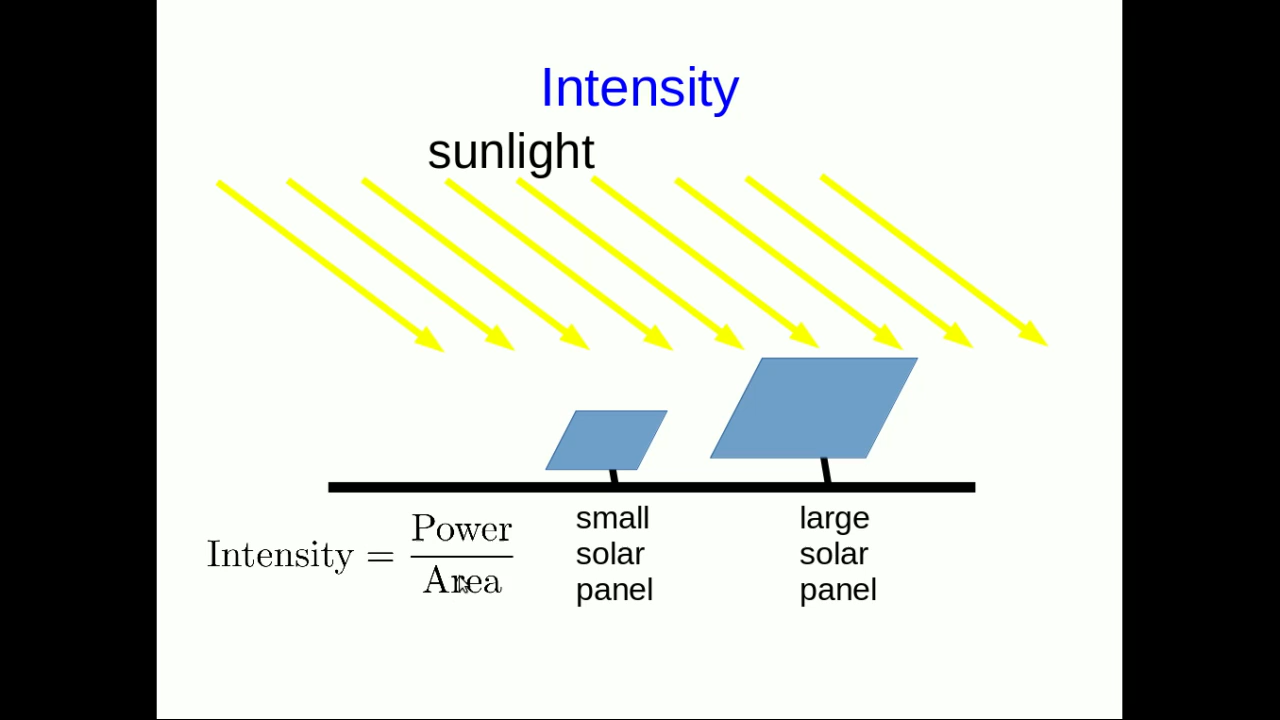 Intensity
sunlight
Intensity = Power
Area
small
solar
panel
large
solar
panel